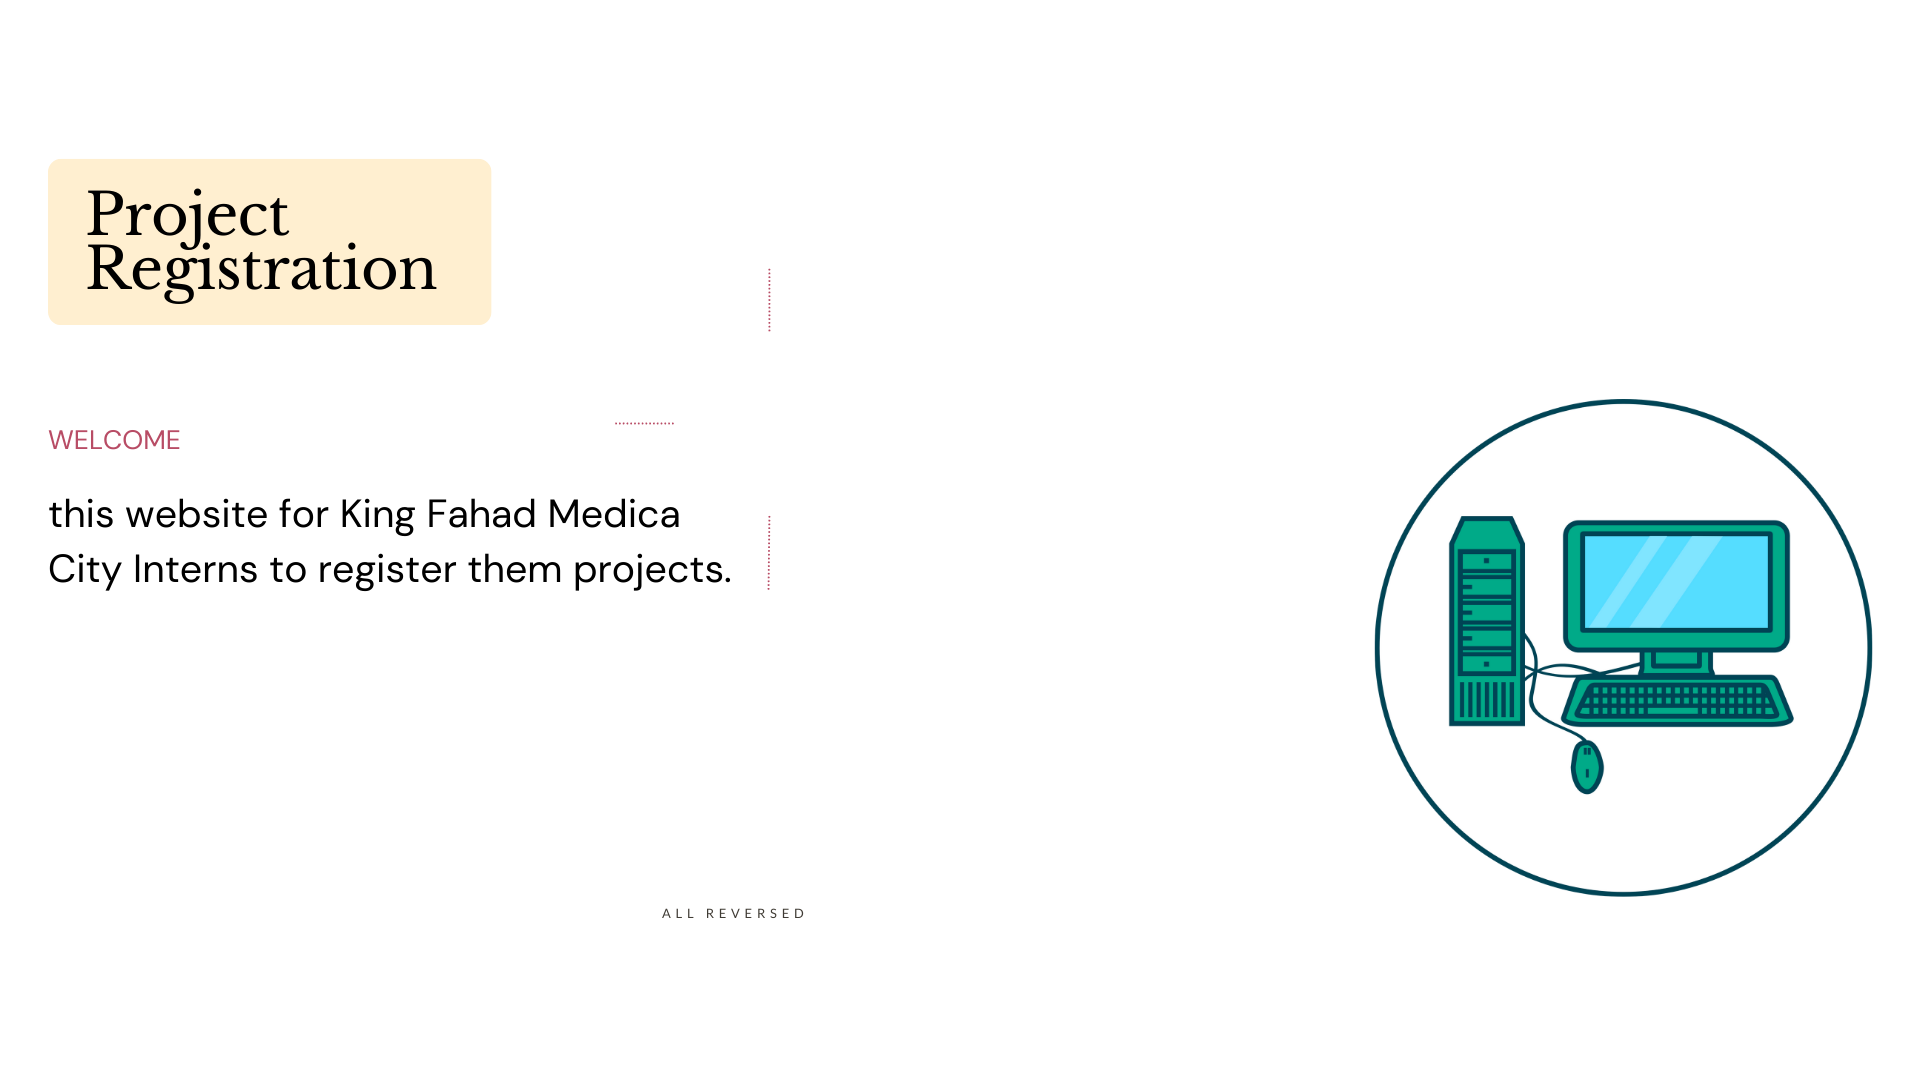 Project
Registration
WELCOME
this website for King Fahad Medica
City Interns to register them projects.
ALL REVERSED